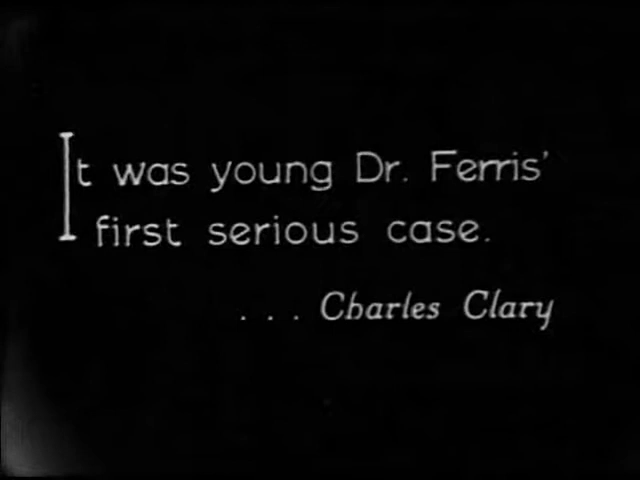 It was young Dr. Ferris'
first serious case.
. . . Charles Clary